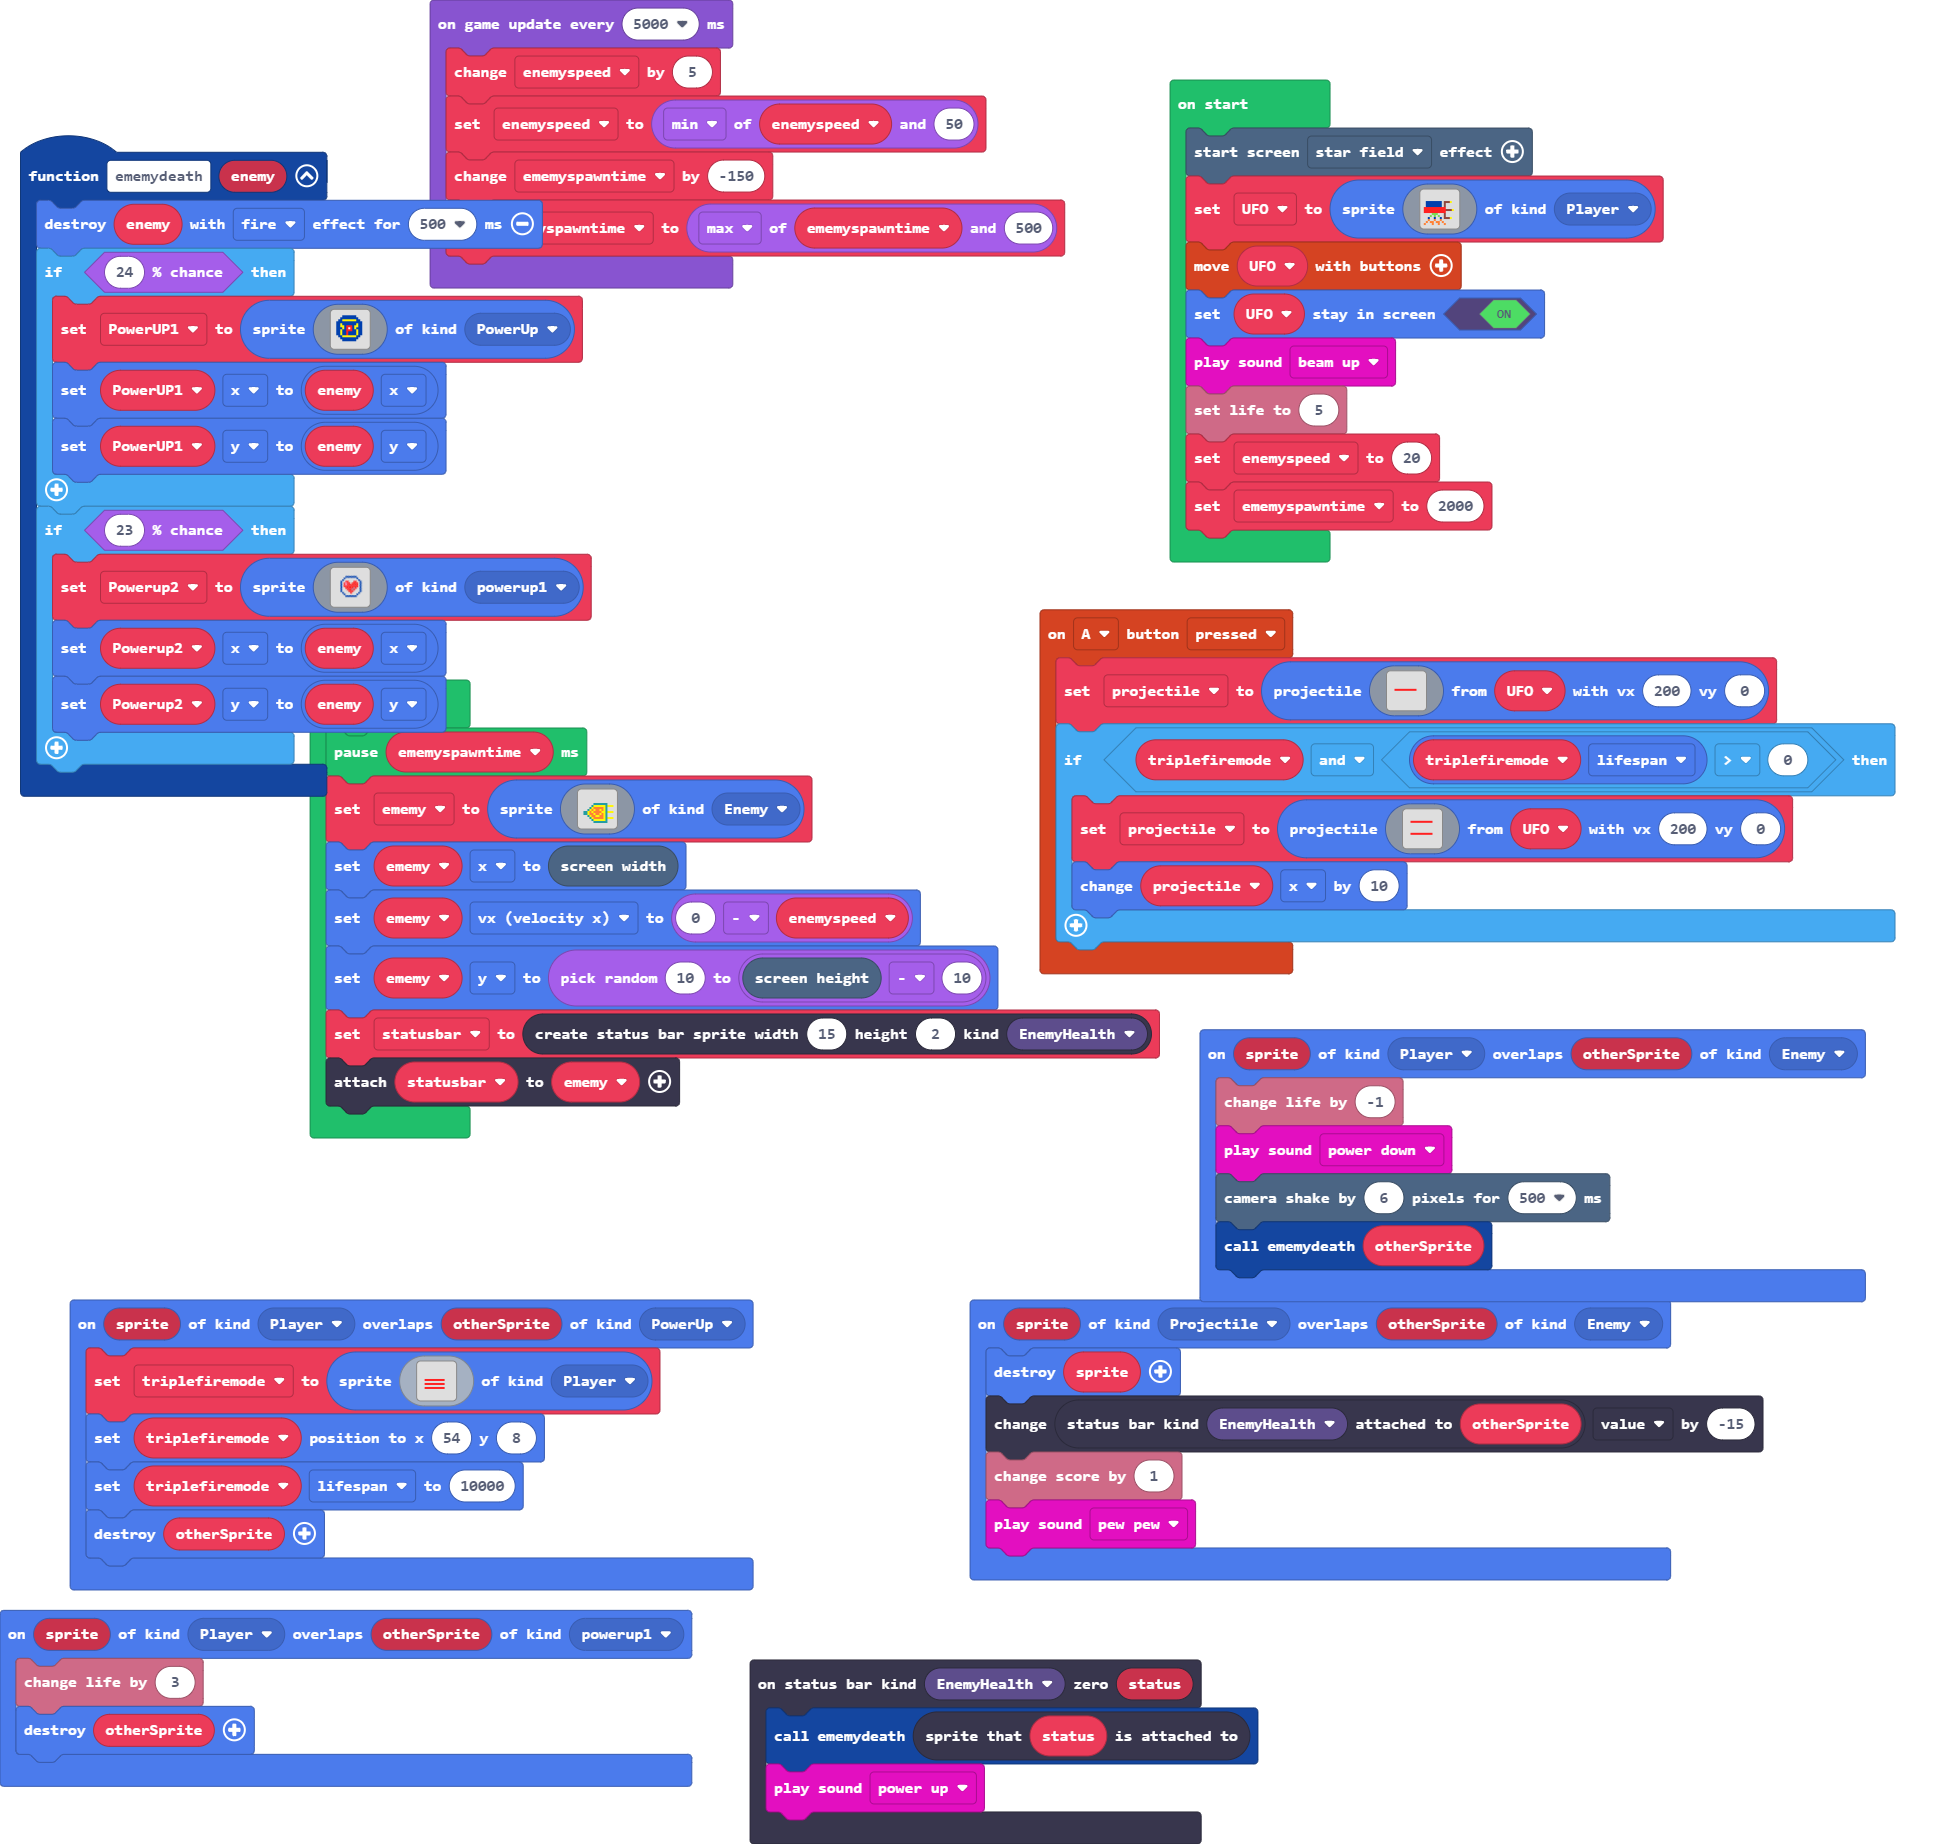 on game update every 5000 ms
change enemyspeed by 5
set enemyspeed to min of enemyspeed and 50
change ememyspawntime by -150
yspawntime to max of ememyspawntime and 500
function ememydeath enemy
destroy enemy with fire effect for 500 ms
if 24 % chance then
set PowerUP1 to sprite of kind PowerUp
set PowerUP1 x to enemy x
set PowerUP1 y to enemy y
if 23 % chance then
set Powerup2 to sprite of kind powerup1
set Powerup2 x to enemy x
set Powerup2 y to enemy y
pause ememyspawntime ms
set ememy to sprite of kind Enemy
set ememy x to screen width
set ememy vx (velocity x) to 0 - enemyspeed
set ememy y to pick random 10 to screen height - 10
set statusbar to create status bar sprite width 15 height 2 kind EnemyHealth
attach statusbar to ememy
on start
start screen star field effect
set UFO to sprite of kind Player
move UFO with buttons
set UFO stay in screen ON
play sound beam up
set life to 5
set enemyspeed to 20
set ememyspawntime to 2000
on A button pressed
set projectile to projectile from UFO with vx 200 vy 0
if triplefiremode and triplefiremode lifespan > 0 then
set projectile to projectile from UFO with vx 200 vy 0
change projectile x by 10
on sprite of kind Player overlaps otherSprite of kind Enemy
change life by -1
play sound power down
camera shake by 6 pixels for 500 ms
call ememydeath otherSprite
on sprite of kind Player overlaps otherSprite of kind PowerUp
set triplefiremode to sprite of kind Player
set triplefiremode position to x 54 y 8
set triplefiremode lifespan to 10000
destroy otherSprite
on sprite of kind Projectile overlaps otherSprite of kind Enemy
destroy sprite
change status bar kind EnemyHealth attached to otherSprite value by -15
change score by 1
play sound pew pew
on sprite of kind Player overlaps otherSprite of kind powerup1
change life by 3
destroy otherSprite
on status bar kind EnemyHealth zero status
call ememydeath sprite that status is attached to
play sound power up